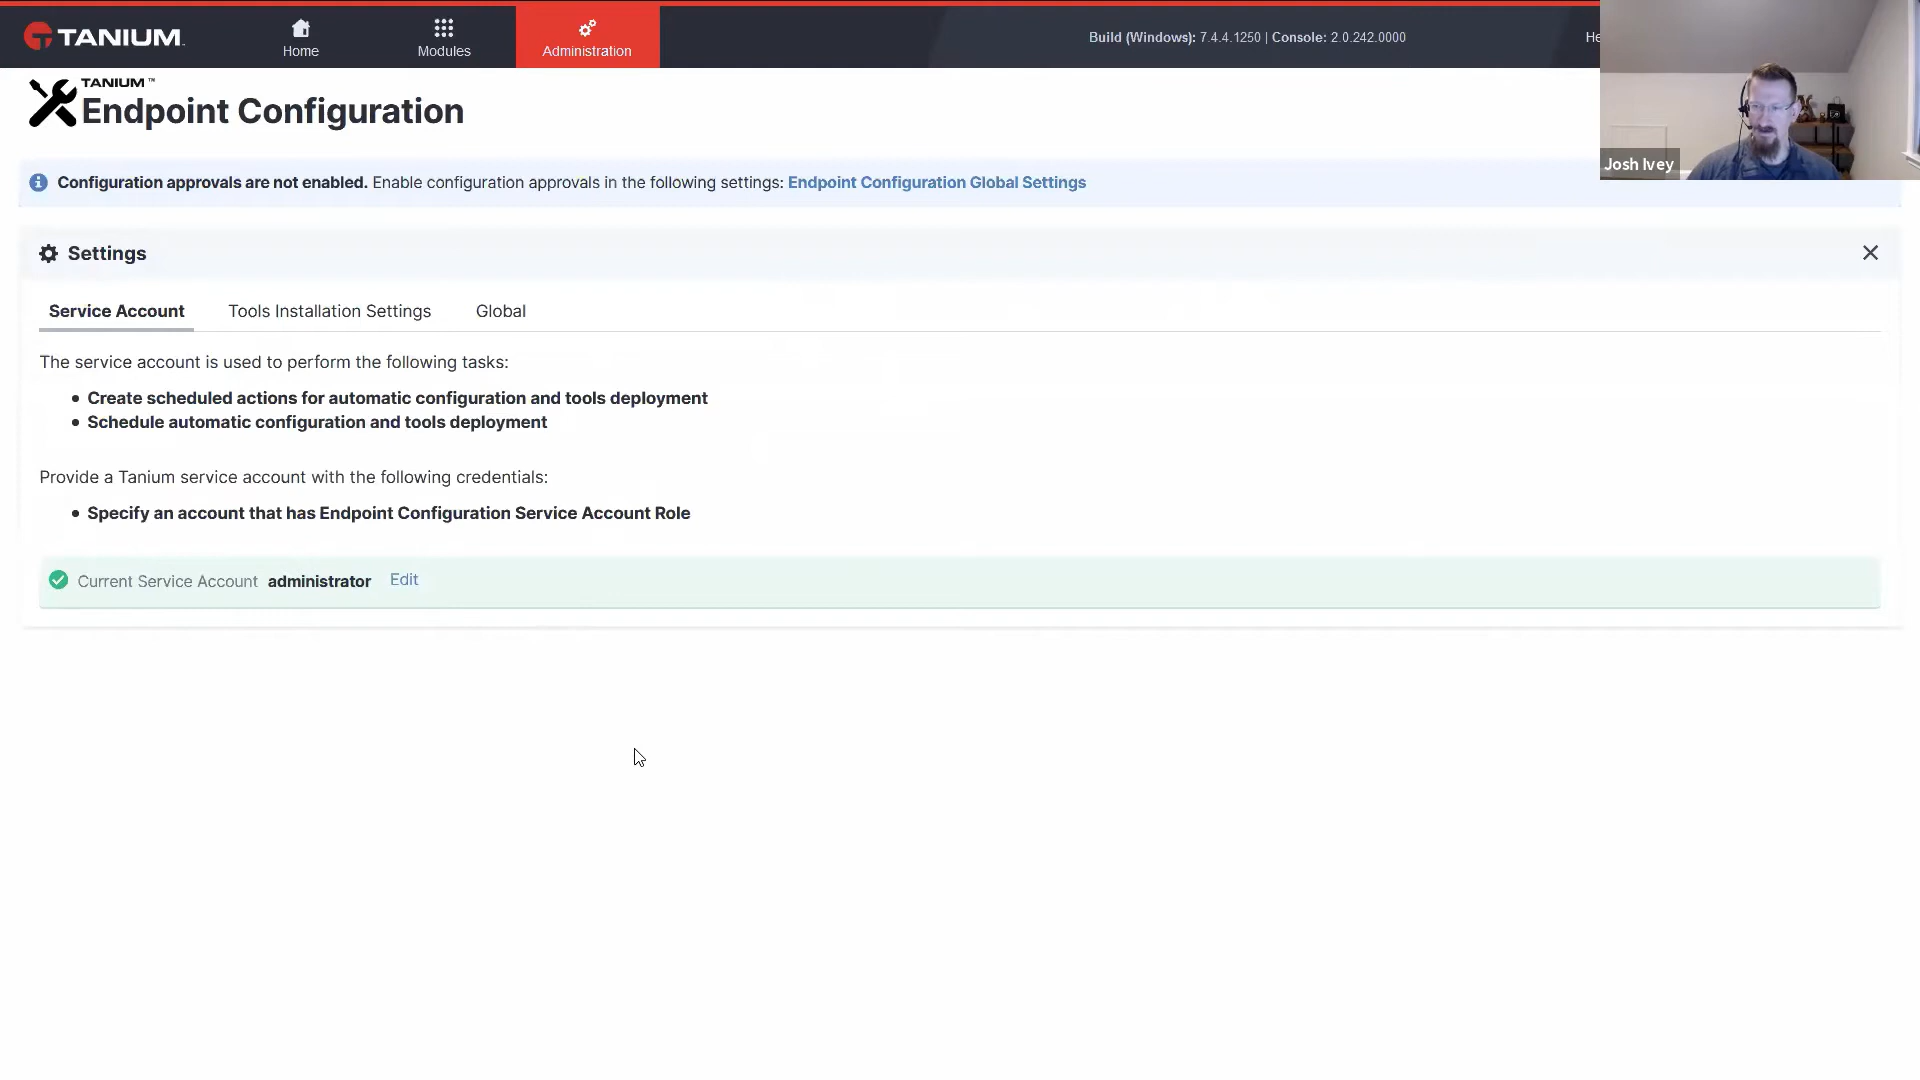 TANIUM
Home
Modules
Administration
Build (Windows): 7.4.4.1250 | Console: 2.0.242.0000
He
Josh Ivey
TANIUM™
Endpoint Configuration
Configuration approvals are not enabled. Enable configuration approvals in the following settings: Endpoint Configuration Global Settings
Settings
Service Account
Tools Installation Settings
Global
The service account is used to perform the following tasks:
• Create scheduled actions for automatic configuration and tools deployment
• Schedule automatic configuration and tools deployment
Provide a Tanium service account with the following credentials:
• Specify an account that has Endpoint Configuration Service Account Role
Current Service Account administrator Edit